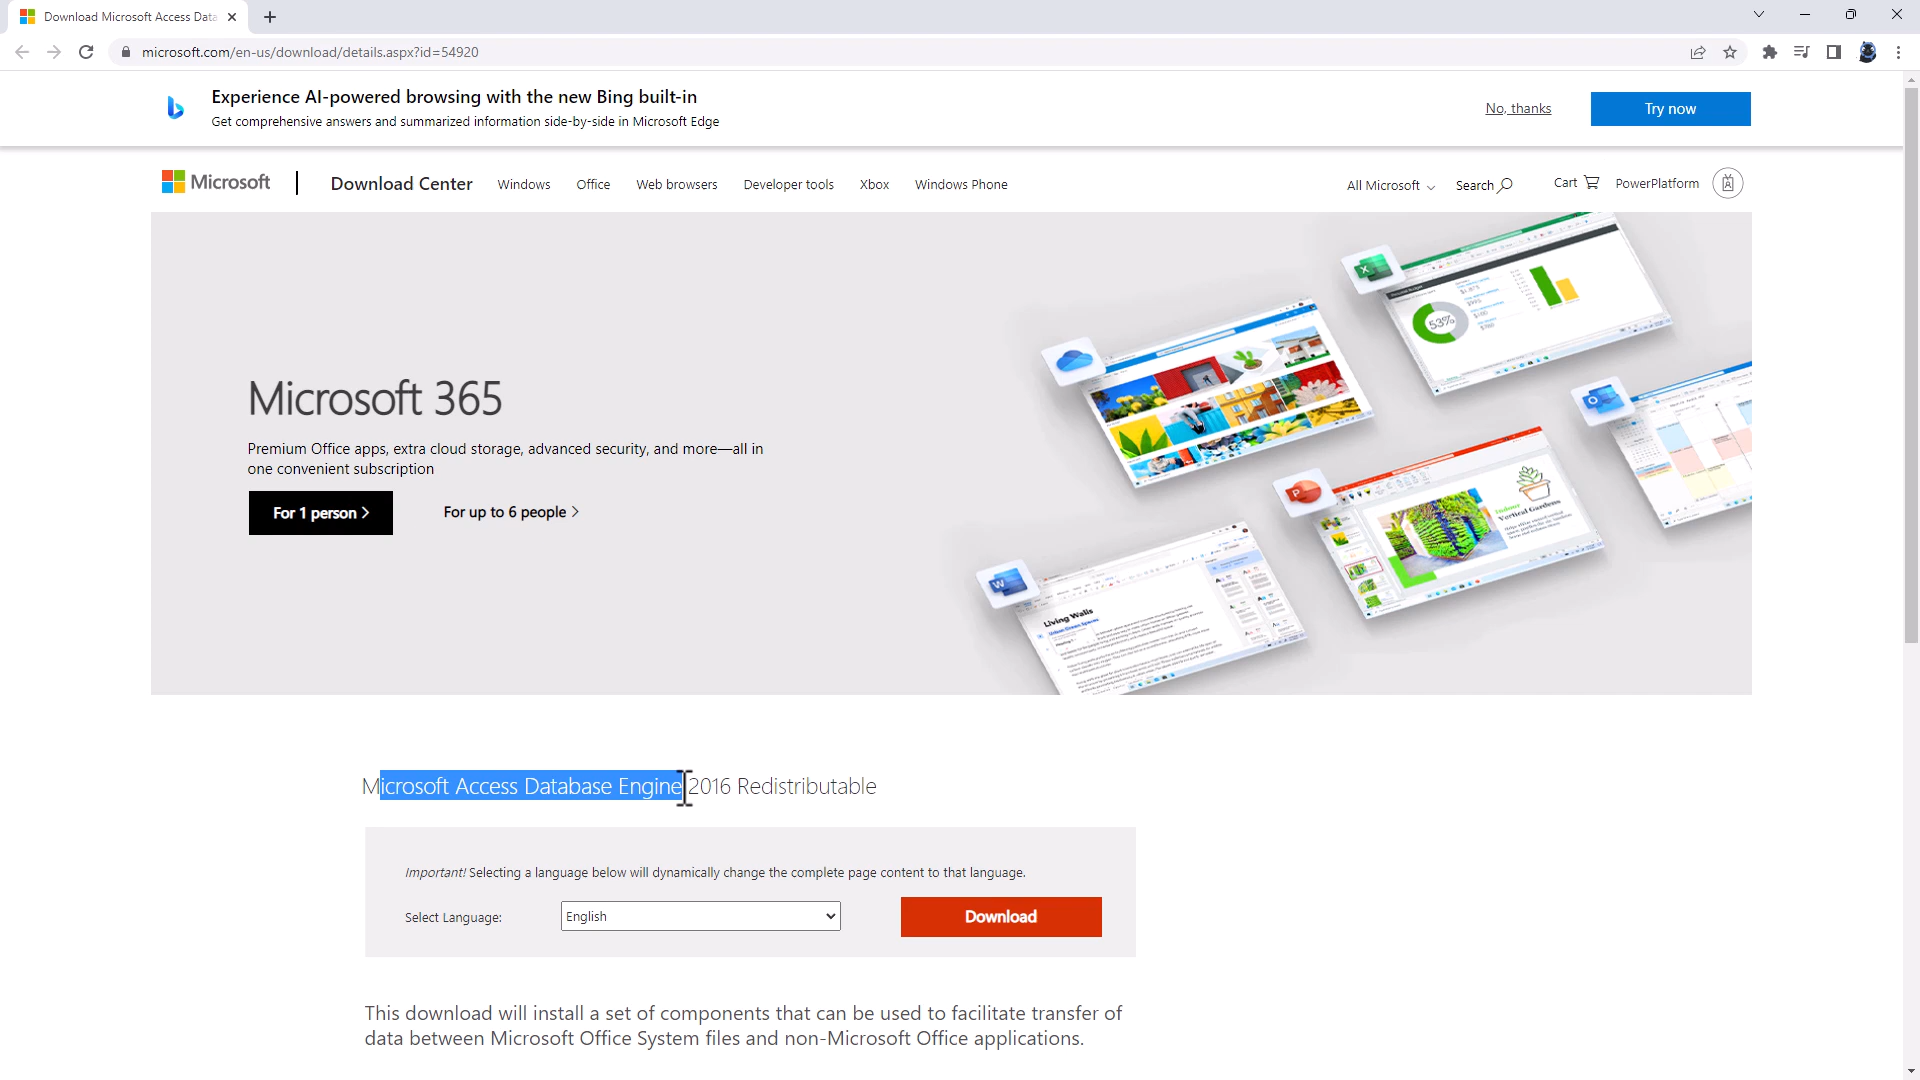 Download Microsoft Access Data
microsoft.com/en-us/download/details.aspx?id=54920
Experience AI-powered browsing with the new Bing built-in
Get comprehensive answers and summarized information side-by-side in Microsoft Edge
No, thanks
Try now
Microsoft
Download Center
Windows
Office
Web browsers
Developer tools
Xbox
Windows Phone
All Microsoft
Search
Cart
PowerPlatform
Microsoft 365
Premium Office apps, extra cloud storage, advanced security, and more—all in
one convenient subscription
For 1 person >
For up to 6 people >
53%
Indoor
Vertical Gardens
Living Walls
Microsoft Access Database Engine 2016 Redistributable
Important! Selecting a language below will dynamically change the complete page content to that language.
Select Language:
English
Download
This download will install a set of components that can be used to facilitate transfer of
data between Microsoft Office System files and non-Microsoft Office applications.